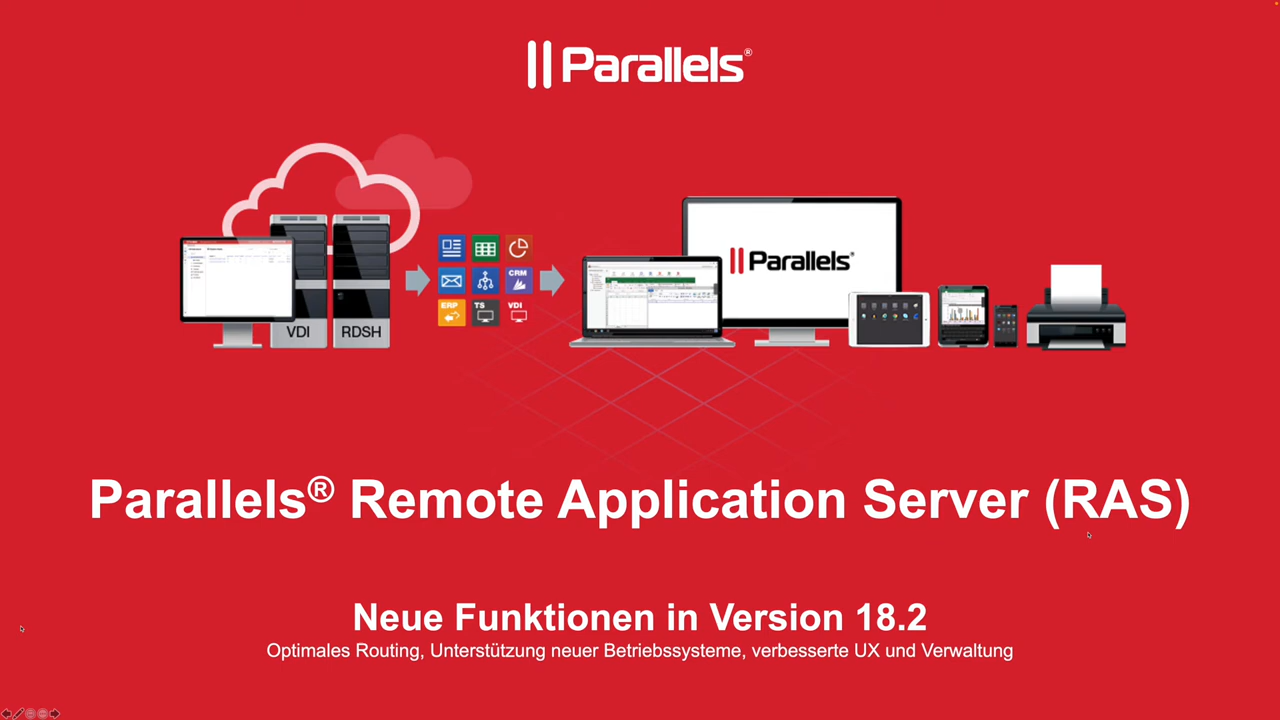 Parallels®
CRM
ERP
TS
VDI
VDI
RDSH
Parallels®
Parallels® Remote Application Server (RAS)
Neue Funktionen in Version 18.2
Optimales Routing, Unterstützung neuer Betriebssysteme, verbesserte UX und Verwaltung